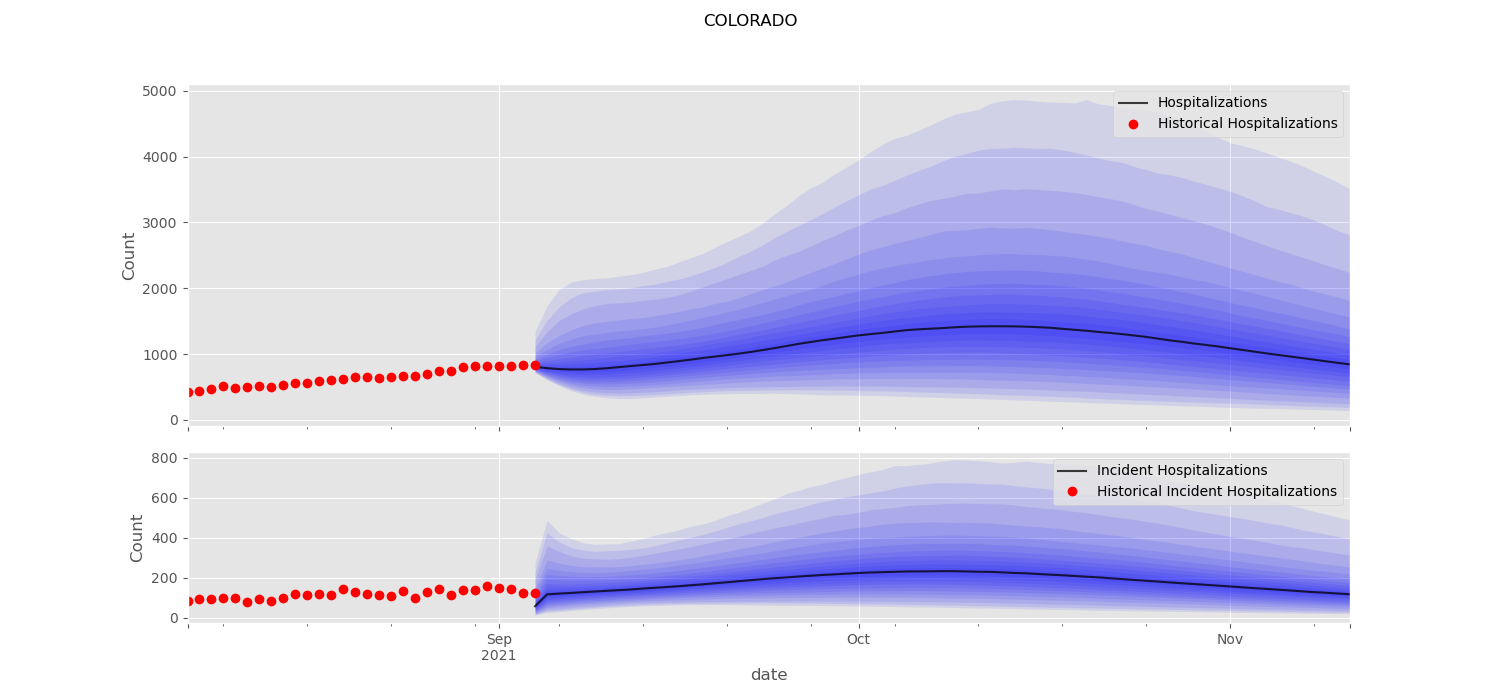 COLORADO
5000
4000
3000
2000
1000
0
Count
Hospitalizations
Historical Hospitalizations
800
600
400
200
0
Count
Incident Hospitalizations
Historical Incident Hospitalizations
Sep
2021
Oct
Nov
date